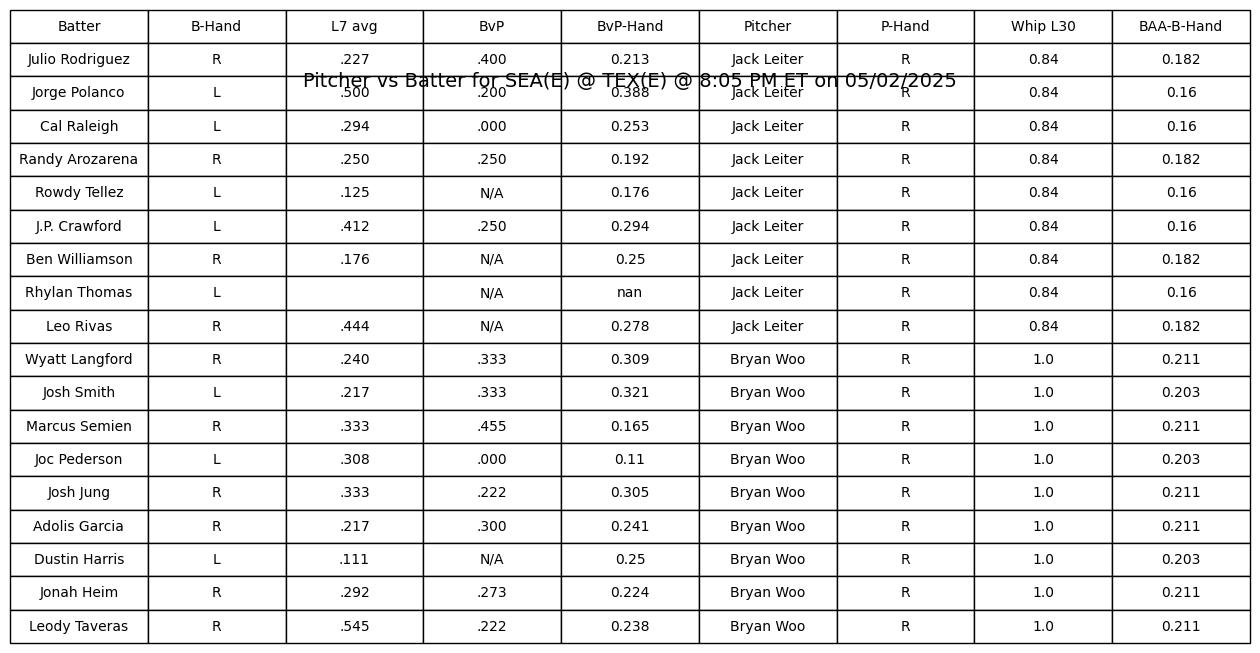 Batter B-Hand L7 avg BvP BvP-Hand Pitcher P-Hand Whip L30 BAA-B-Hand
Julio Rodriguez R .227 .400 0.213 Jack Leiter R 0.84 0.182
Pitcher vs Batter for SEA(E) @ TEX(E) @ 8:05 PM ET on 05/02/2025
Jorge Polanco L .500 .200 0.388 Jack Leiter R 0.84 0.16
Cal Raleigh L .294 .000 0.253 Jack Leiter R 0.84 0.16
Randy Arozarena R .250 .250 0.192 Jack Leiter R 0.84 0.182
Rowdy Tellez L .125 N/A 0.176 Jack Leiter R 0.84 0.16
J.P. Crawford L .412 .250 0.294 Jack Leiter R 0.84 0.16
Ben Williamson R .176 N/A 0.25 Jack Leiter R 0.84 0.182
Rhylan Thomas L N/A nan Jack Leiter R 0.84 0.16
Leo Rivas R .444 N/A 0.278 Jack Leiter R 0.84 0.182
Wyatt Langford R .240 .333 0.309 Bryan Woo R 1.0 0.211
Josh Smith L .217 .333 0.321 Bryan Woo R 1.0 0.203
Marcus Semien R .333 .455 0.165 Bryan Woo R 1.0 0.211
Joc Pederson L .308 .000 0.11 Bryan Woo R 1.0 0.203
Josh Jung R .333 .222 0.305 Bryan Woo R 1.0 0.211
Adolis Garcia R .217 .300 0.241 Bryan Woo R 1.0 0.211
Dustin Harris L .111 N/A 0.25 Bryan Woo R 1.0 0.203
Jonah Heim R .292 .273 0.224 Bryan Woo R 1.0 0.211
Leody Taveras R .545 .222 0.238 Bryan Woo R 1.0 0.211